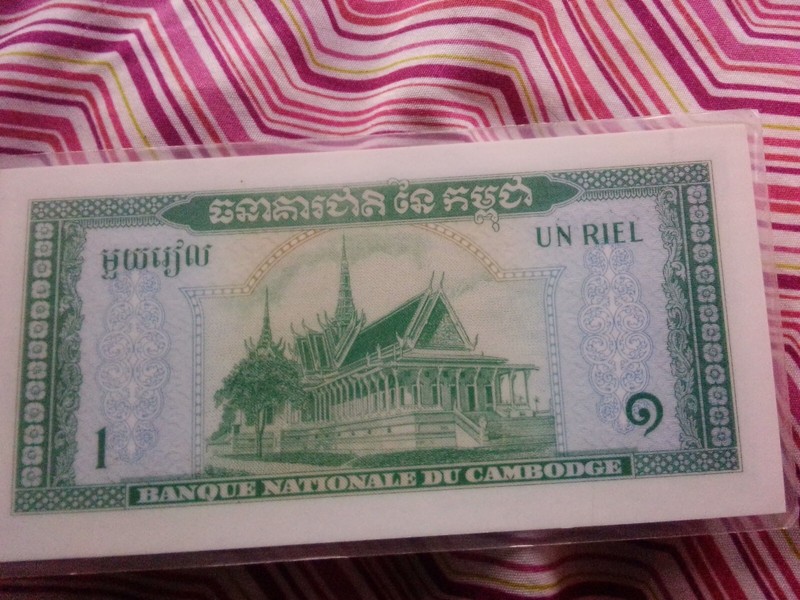 ធនាគារជាតិ នៃ កម្ពុជា
មួយរៀល
UN RIEL
1
១
BANQUE NATIONALE DU CAMBODGE